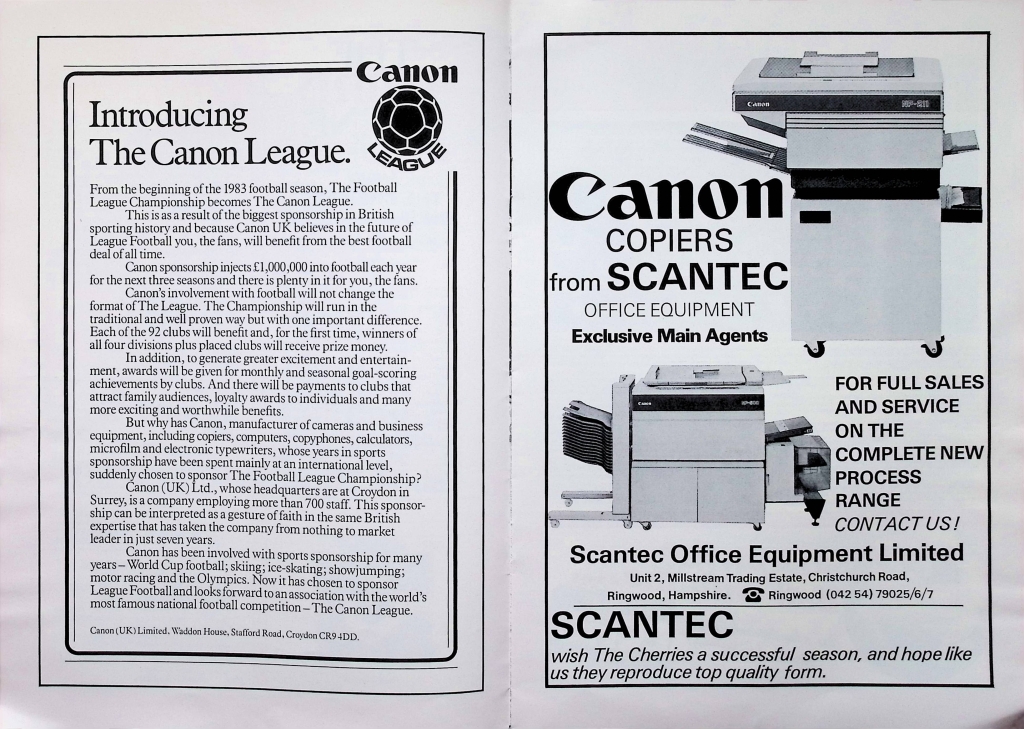 Canon
LEAGUE
Introducing
The Canon League.
From the beginning of the 1983 football season, The Football
League Championship becomes The Canon League.
This is as a result of the biggest sponsorship in British
sporting history and because Canon UK believes in the future of
League Football you, the fans, will benefit from the best football
deal of all time.
Canon sponsorship injects £1,000,000 into football each year
for the next three seasons and there is plenty in it for you, the fans.
Canon's involvement with football will not change the
format of The League. The Championship will run in the
traditional and well proven way but with one important difference.
Each of the 92 clubs will benefit and, for the first time, winners of
all four divisions plus placed clubs will receive prize money.
In addition, to generate greater excitement and entertain-
ment, awards will be given for monthly and seasonal goal-scoring
achievements by clubs. And there will be payments to clubs that
attract family audiences, loyalty awards to individuals and many
more exciting and worthwhile benefits.
But why has Canon, manufacturer of cameras and business
equipment, including copiers, computers, copyphones, calculators,
microfilm and electronic typewriters, whose years in sports
sponsorship have been spent mainly at an international level,
suddenly chosen to sponsor The Football League Championship?
Canon (UK) Ltd., whose headquarters are at Croydon in
Surrey, is a company employing more than 700 staff. This sponsor-
ship can be interpreted as a gesture of faith in the same British
expertise that has taken the company from nothing to market
leader in just seven years.
Canon has been involved with sports sponsorship for many
years – World Cup football; skiing; ice-skating; showjumping;
motor racing and the Olympics. Now it has chosen to sponsor
League Football and looks forward to an association with the world's
most famous national football competition – The Canon League.
Canon (UK) Limited, Waddon House, Stafford Road, Croydon CR9 4DD.
Canon NP-211
Canon
COPIERS
from SCANTEC
OFFICE EQUIPMENT
Exclusive Main Agents
Canon
FOR FULL SALES
AND SERVICE
ON THE
COMPLETE NEW
PROCESS
RANGE
CONTACT US!
Scantec Office Equipment Limited
Unit 2, Millstream Trading Estate, Christchurch Road,
Ringwood, Hampshire. ☎ Ringwood (042 54) 79025/6/7
SCANTEC
wish The Cherries a successful season, and hope like
us they reproduce top quality form.